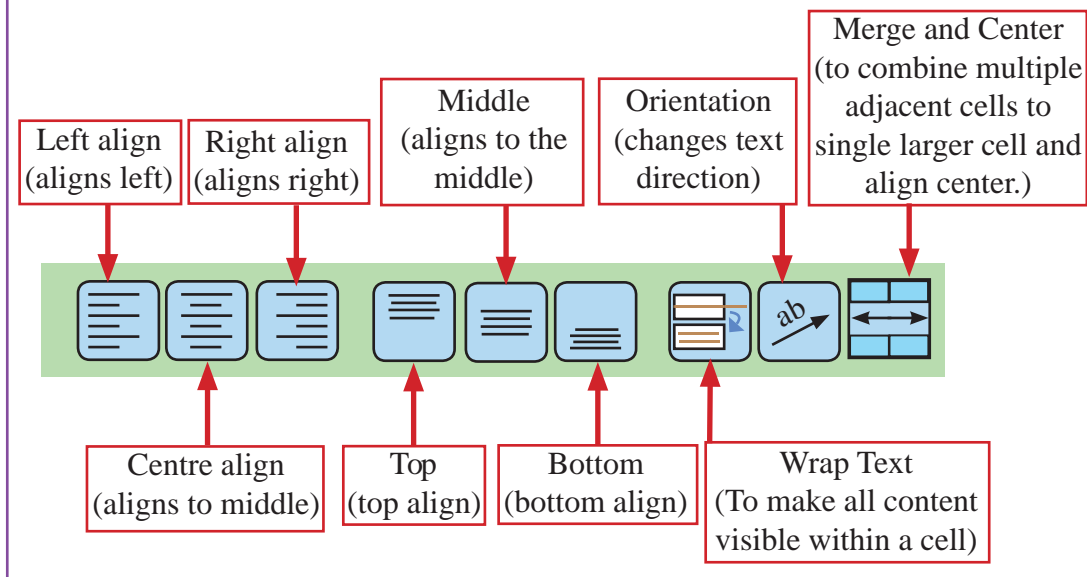 Merge and Center
(to combine multiple
adjacent cells to
single larger cell and
align center.)
Middle
(aligns to the
middle)
Orientation
(changes text
direction)
Left align
(aligns left)
Right align
(aligns right)
ab
Centre align
(aligns to middle)
Top
(top align)
Bottom
(bottom align)
Wrap Text
(To make all content
visible within a cell)